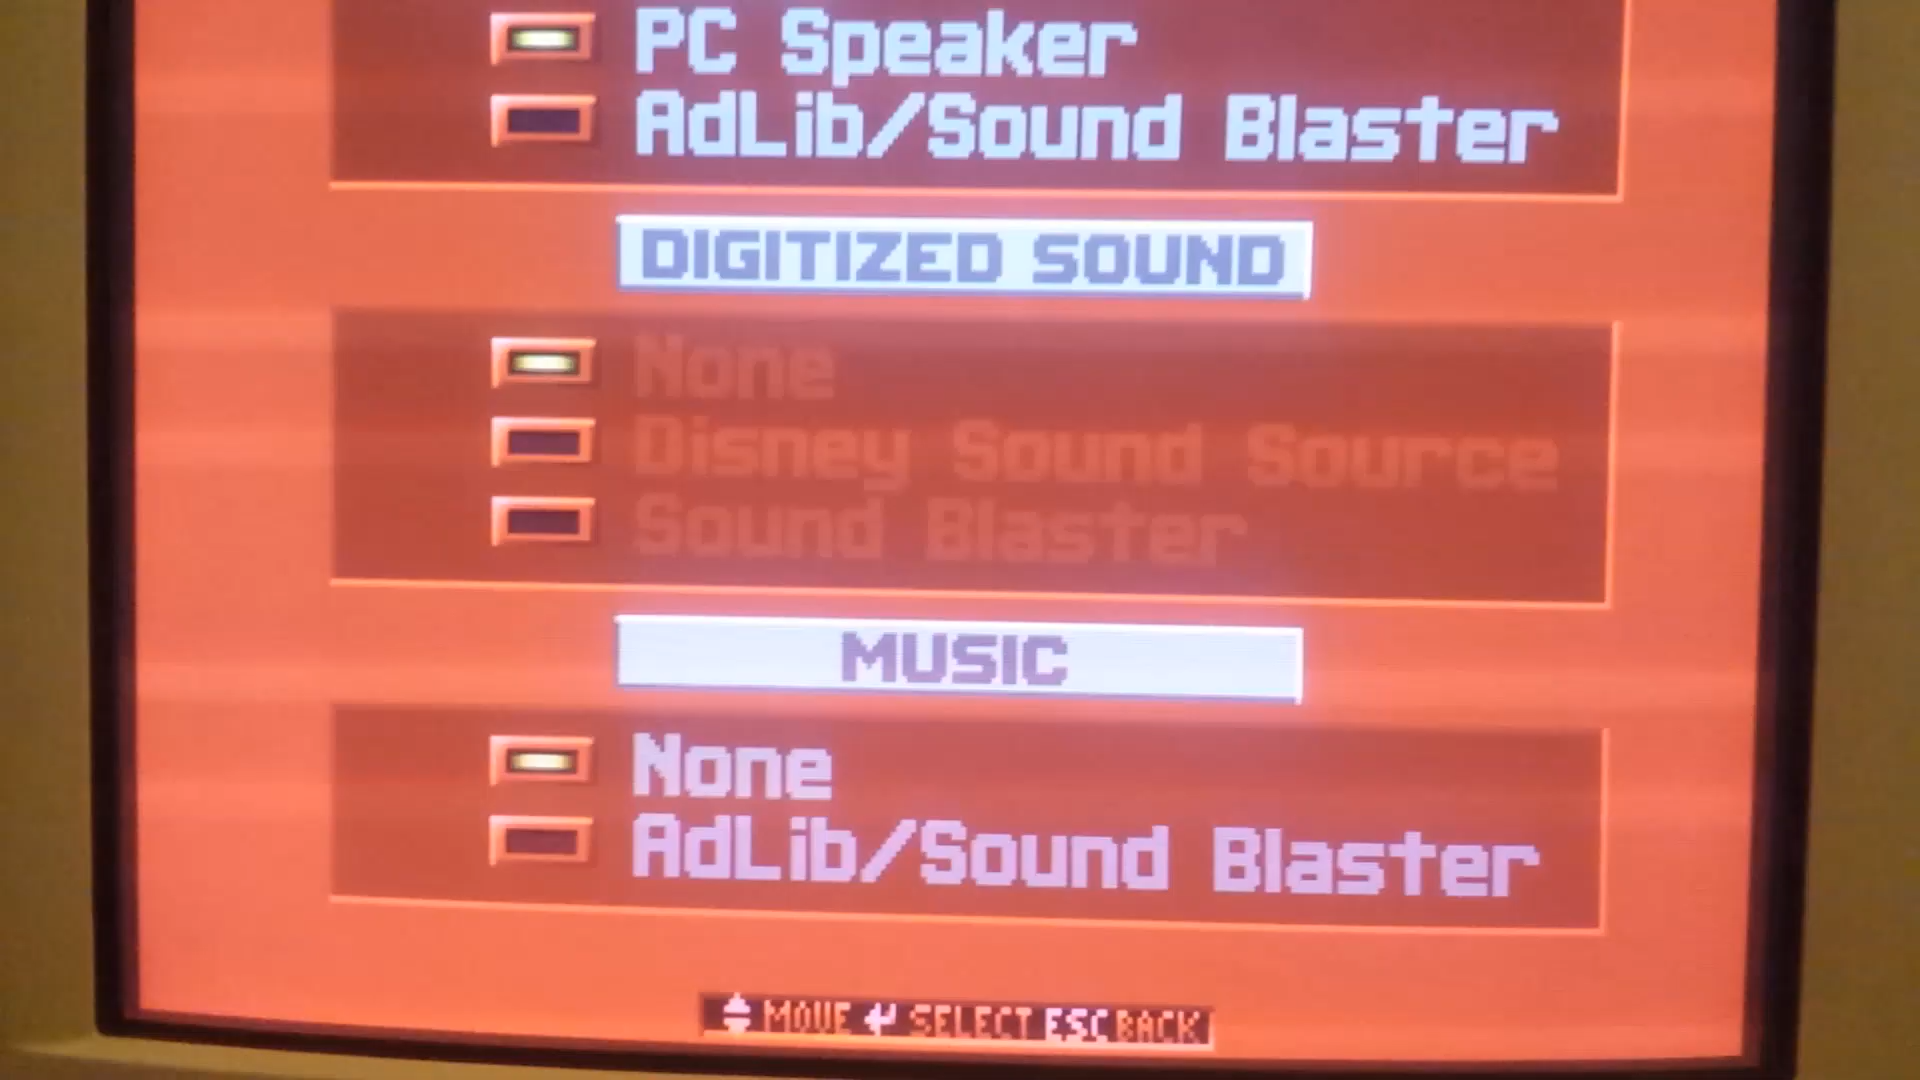 PC Speaker
AdLib/Sound Blaster
DIGITIZED SOUND
None
Disney Sound Source
Sound Blaster
MUSIC
None
AdLib/Sound Blaster
MOVE SELECT ESC BACK